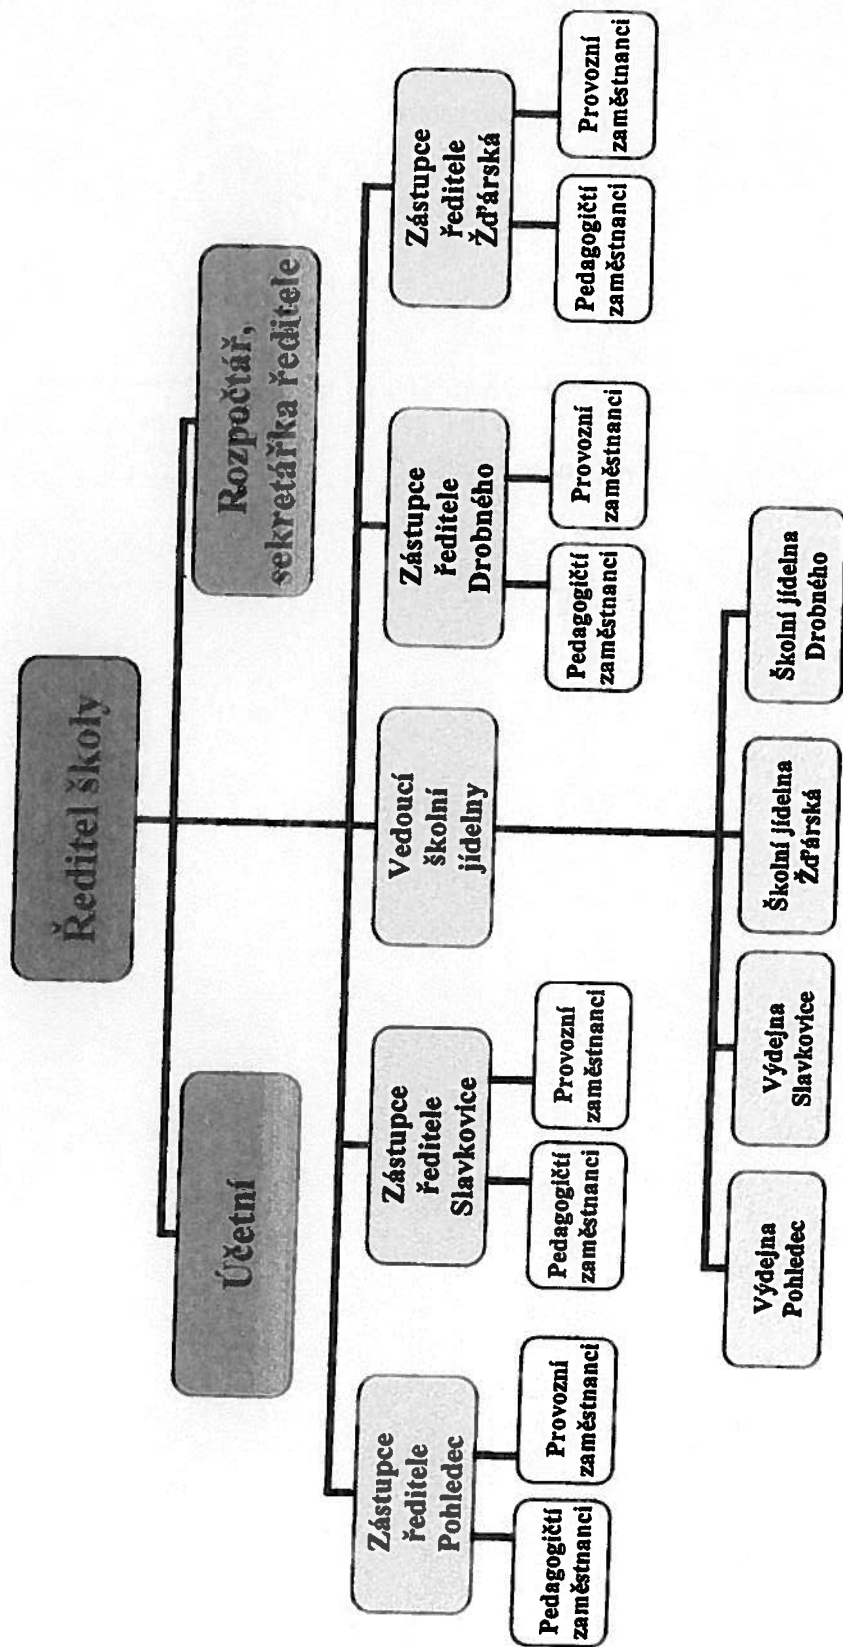 Ředitel školy
Účetní
Rozpočtář,
sekretářka ředitele
Zástupce
ředitele
Pohledec
Zástupce
ředitele
Slavkovice
Vedoucí
školní
jídelny
Zástupce
ředitele
Drobného
Zástupce
ředitele
Žďárská
Pedagogičtí
zaměstnanci
Provozní
zaměstnanci
Pedagogičtí
zaměstnanci
Provozní
zaměstnanci
Pedagogičtí
zaměstnanci
Provozní
zaměstnanci
Pedagogičtí
zaměstnanci
Provozní
zaměstnanci
Výdejna
Pohledec
Výdejna
Slavkovice
Školní jídelna
Žďárská
Školní jídelna
Drobného